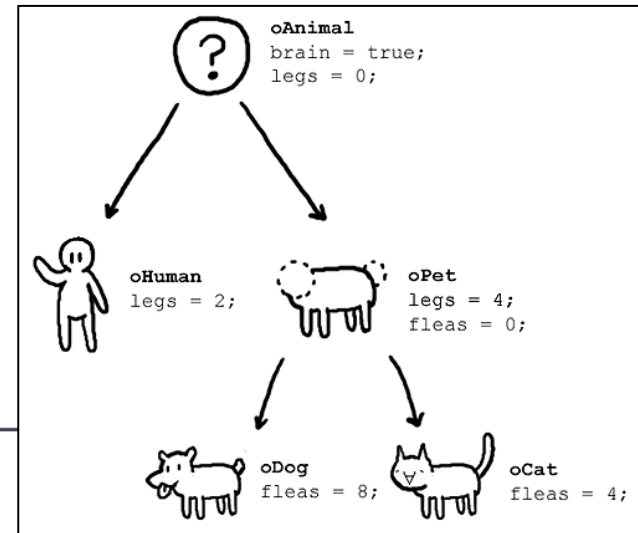 ?
oAnimal
brain = true;
legs = 0;
oHuman
legs = 2;
oPet
legs = 4;
fleas = 0;
oDog
fleas = 8;
oCat
fleas = 4;